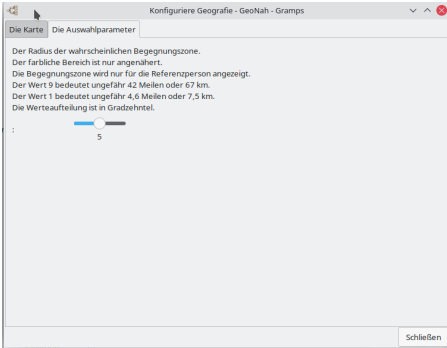 Konfiguriere Geografie - GeoNah - Gramps
Die Karte Die Auswahlparameter
Der Radius der wahrscheinlichen Begegnungszone.
Der farbliche Bereich ist nur angenähert.
Die Begegnungszone wird nur für die Referenzperson angezeigt.
Der Wert 9 bedeutet ungefähr 42 Meilen oder 67 km.
Der Wert 1 bedeutet ungefähr 4,6 Meilen oder 7,5 km.
Die Werteaufteilung ist in Gradzehntel.
:
5
Schließen